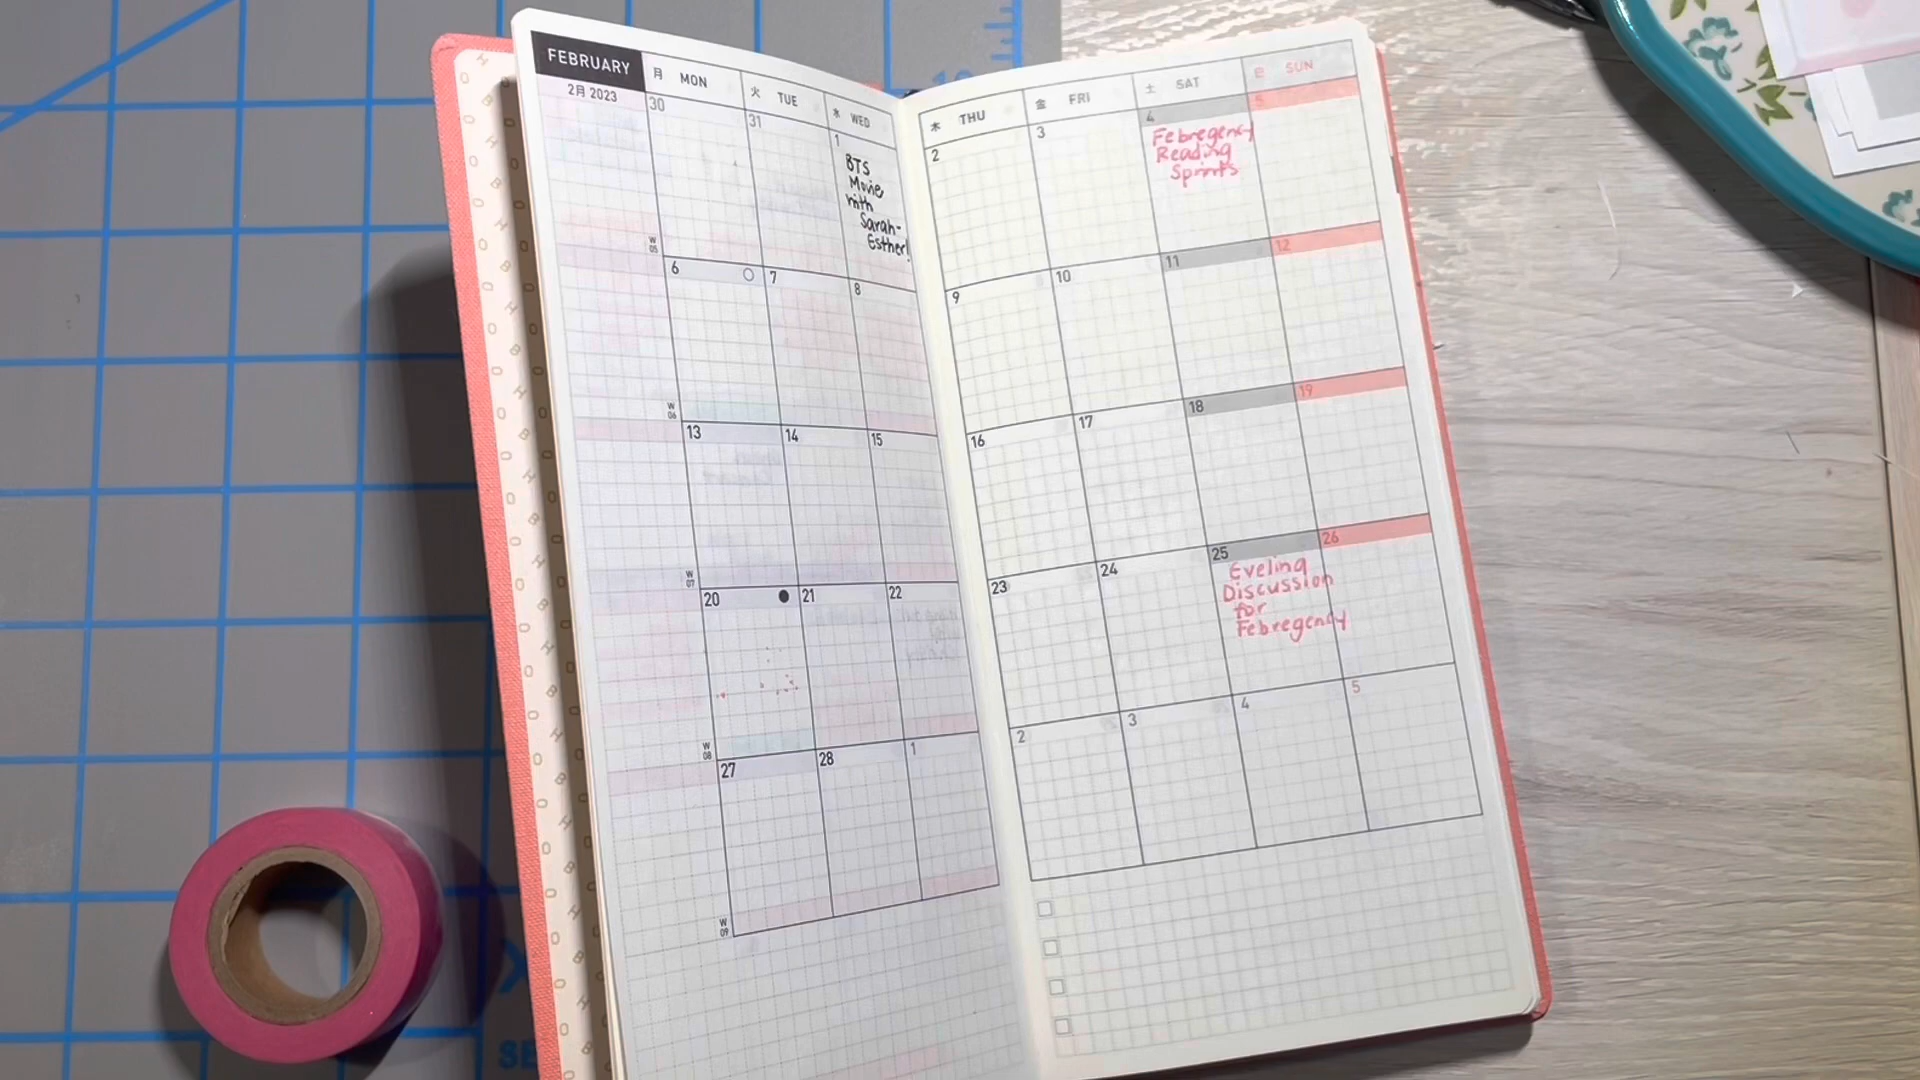 FEBRUARY
2月 2023
月 MON
火 TUE
水 WED
木 THU
金 FRI
土 SAT
日 SUN
30
31
1
BTS
Movie
with
Sarah-
Esther!
2
3
4
Febregency
Reading
Sprints
5
W
05
6
7
8
9
10
11
12
W
06
13
14
15
16
17
18
19
W
07
20
21
22
23
24
25
Evelina
Discussion
for
Febregency
26
W
08
27
28
1
2
3
4
5
W
09